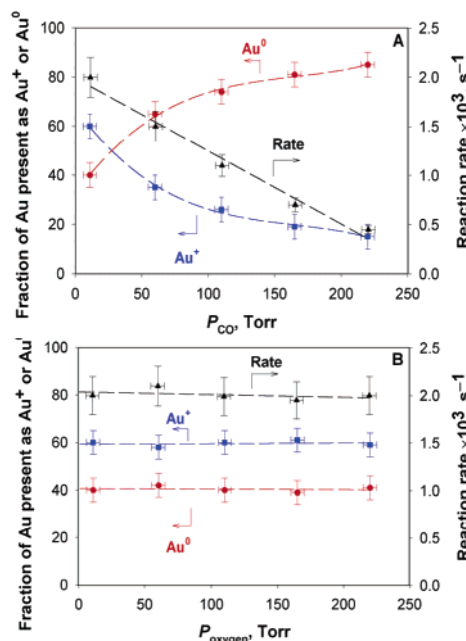 Fraction of Au present as Au⁺ or Au⁰
100
80
60
40
20
0
A
Au⁰
Rate
Au⁺
2.5
2.0
1.5
1.0
0.5
0.0
Reaction rate ×10³ s⁻¹
0 50 100 150 200 250
P_CO, Torr
Fraction of Au present as Au⁺ or Au
100
80
60
40
20
0
B
Rate
Au⁺
Au⁰
2.5
2.0
1.5
1.0
0.5
0.0
Reaction rate ×10³ s⁻¹
0 50 100 150 200 250
P_oxygen, Torr